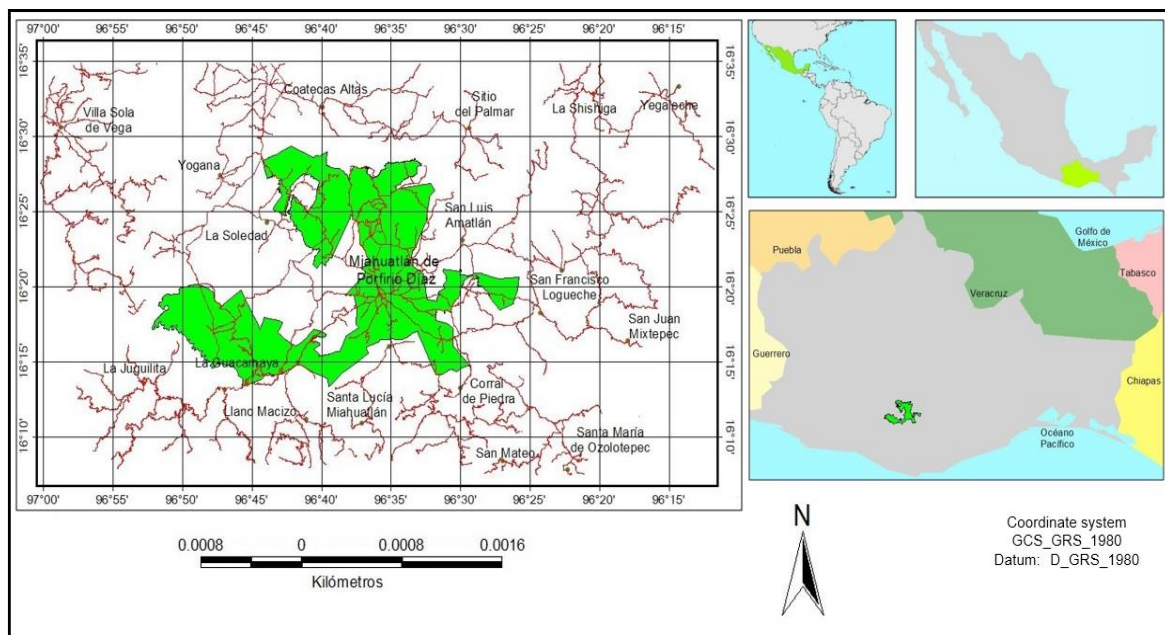 97°00' 96°55' 96°50' 96°45' 96°40' 96°35' 96°30' 96°25' 96°20' 96°15'
16°35'
16°35'
Coatecas Altas
Sitio
del Palmar
La Shishiga
Yegaloche
Villa Sola
de Vega
16°30'
16°30'
Yogana
16°25'
San Luis
Amatlán
16°25'
La Soledad
Miahuatlán de
Porfirio Díaz
16°20'
San Francisco
Logueche
16°20'
San Juan
Mixtepec
16°15'
La Juquilita
La Guacamaya
16°15'
Santa Lucía
Miahuatlán
Corral
de Piedra
Llano Macizo
16°10'
Santa María
de Ozolotepec
16°10'
San Mateo
97°00' 96°55' 96°50' 96°45' 96°40' 96°35' 96°30' 96°25' 96°20' 96°15'
0.0008 0 0.0008 0.0016
Kilómetros
Puebla
Golfo de
México
Tabasco
Veracruz
Guerrero
Chiapas
Océano
Pacífico
N
Coordinate system
GCS_GRS_1980
Datum: D_GRS_1980